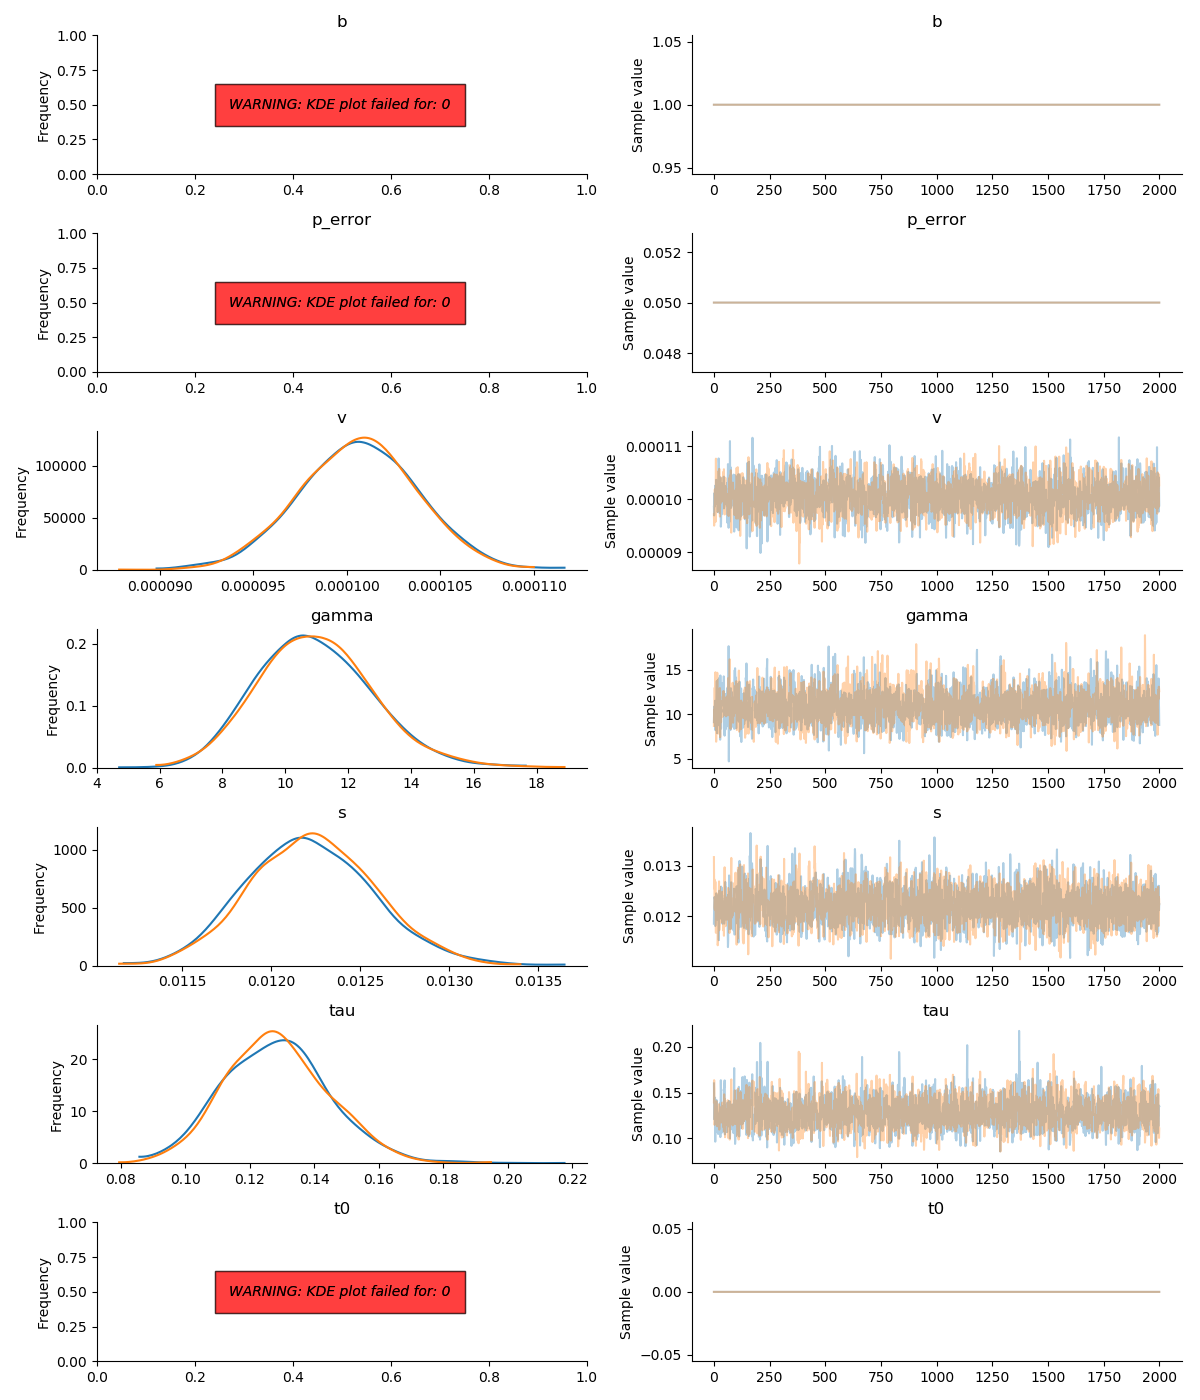 b
b
Frequency
1.00
0.75
0.50
0.25
0.00
WARNING: KDE plot failed for: 0
0.0 0.2 0.4 0.6 0.8 1.0
Sample value
1.05
1.00
0.95
0 250 500 750 1000 1250 1500 1750 2000
p_error
p_error
Frequency
1.00
0.75
0.50
0.25
0.00
WARNING: KDE plot failed for: 0
0.0 0.2 0.4 0.6 0.8 1.0
Sample value
0.052
0.050
0.048
0 250 500 750 1000 1250 1500 1750 2000
v
v
Frequency
100000
50000
0
0.000090 0.000095 0.000100 0.000105 0.000110
Sample value
0.00011
0.00010
0.00009
0 250 500 750 1000 1250 1500 1750 2000
gamma
gamma
Frequency
0.2
0.1
0.0
4 6 8 10 12 14 16 18
Sample value
15
10
5
0 250 500 750 1000 1250 1500 1750 2000
s
s
Frequency
1000
500
0
0.0115 0.0120 0.0125 0.0130 0.0135
Sample value
0.013
0.012
0 250 500 750 1000 1250 1500 1750 2000
tau
tau
Frequency
20
10
0
0.08 0.10 0.12 0.14 0.16 0.18 0.20 0.22
Sample value
0.20
0.15
0.10
0 250 500 750 1000 1250 1500 1750 2000
t0
t0
Frequency
1.00
0.75
0.50
0.25
0.00
WARNING: KDE plot failed for: 0
0.0 0.2 0.4 0.6 0.8 1.0
Sample value
0.05
0.00
−0.05
0 250 500 750 1000 1250 1500 1750 2000